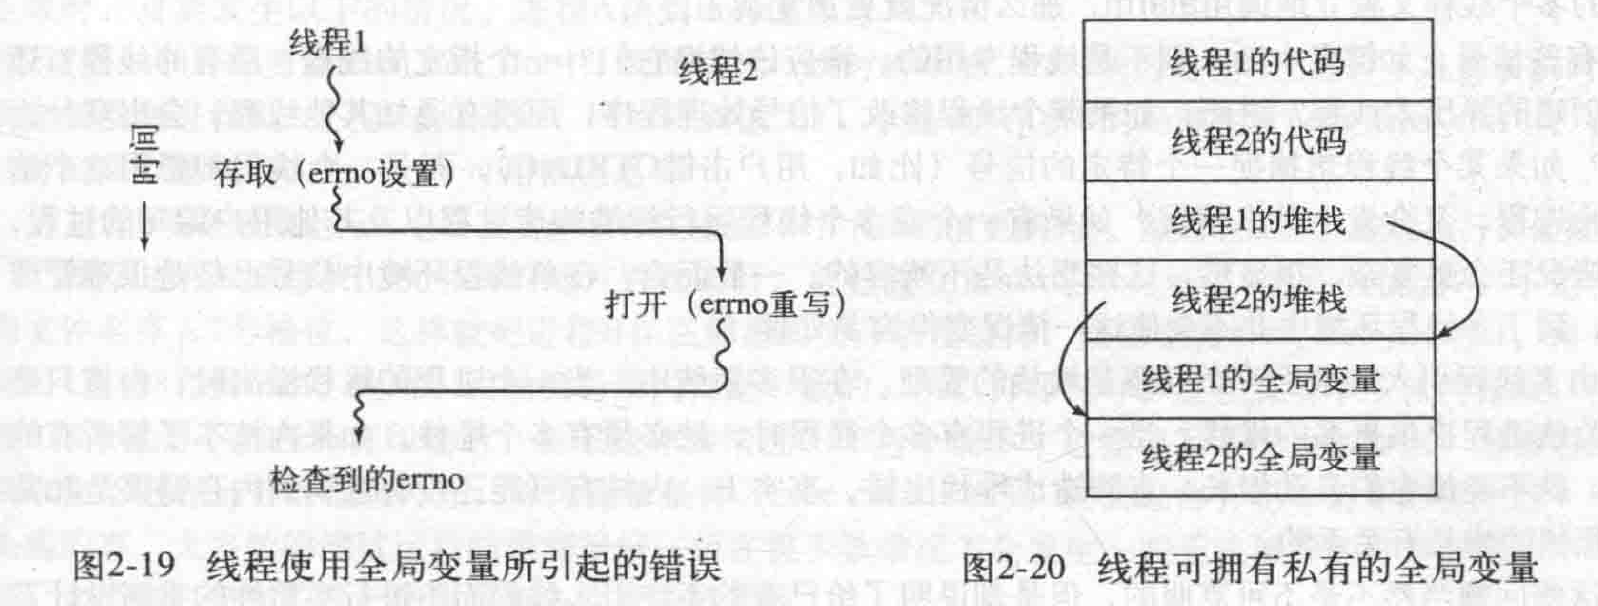 线程1
线程2
时间
存取（errno设置）
打开（errno重写）
检查到的errno
图2-19 线程使用全局变量所引起的错误
线程1的代码
线程2的代码
线程1的堆栈
线程2的堆栈
线程1的全局变量
线程2的全局变量
图2-20 线程可拥有私有的全局变量